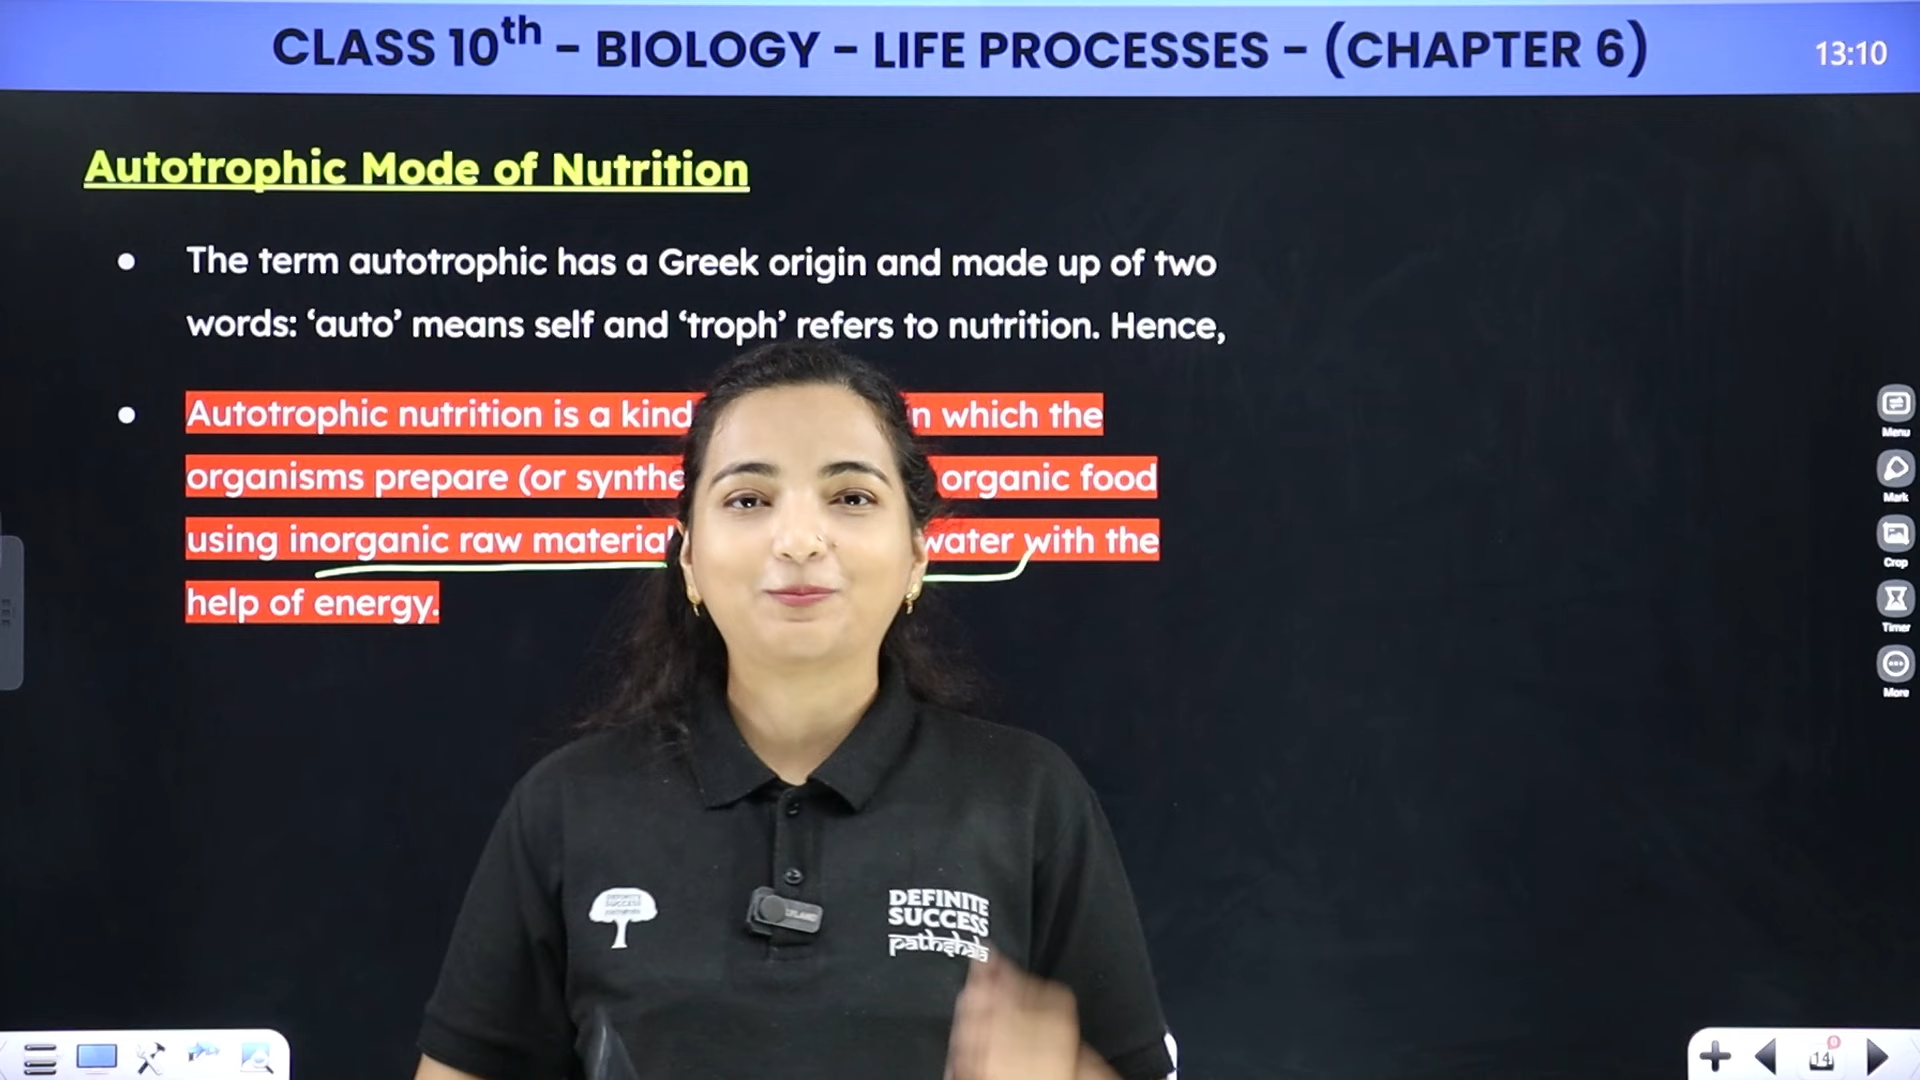 CLASS 10th - BIOLOGY - LIFE PROCESSES - (CHAPTER 6)
13:10
Autotrophic Mode of Nutrition
• The term autotrophic has a Greek origin and made up of two
words: ‘auto’ means self and ‘troph’ refers to nutrition. Hence,
• Autotrophic nutrition is a kind which the
organisms prepare (or organic food
using inorganic raw water with the
help of energy.
Menu
Mark
Crop
Timer
More
DEFINITE
SUCCESS
pathshala
DEFINITE
SUCCESS
14